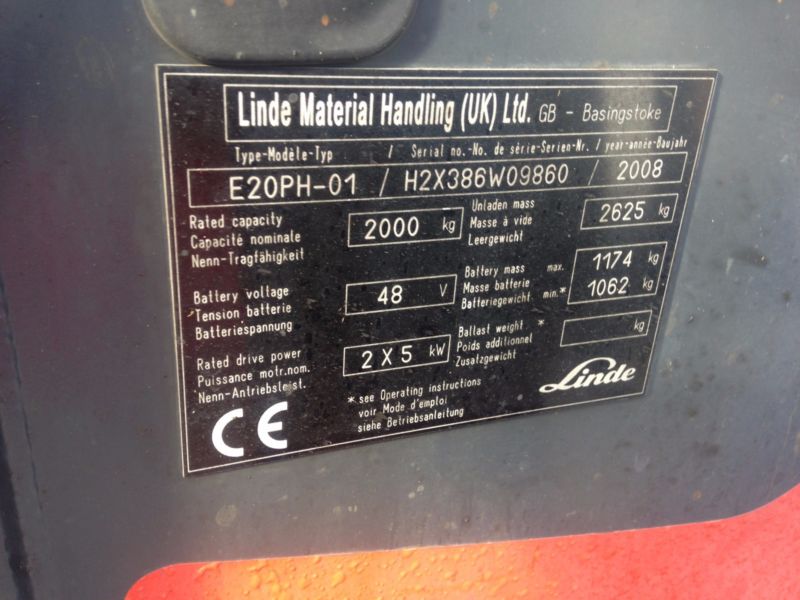 Linde Material Handling (UK) Ltd. GB - Basingstoke
Type-Modèle-Typ / Serial no.-No. de série-Serien-Nr. / year-année-Baujahr
E20PH-01 / H2X386W09860 / 2008
Rated capacity
Capacité nominale
Nenn-Tragfähigkeit
2000 kg
Unladen mass
Masse à vide
Leergewicht
2625 kg
Battery voltage
Tension batterie
Batteriespannung
48 V
Battery mass max.
Masse batterie
Batteriegewicht min.*
1174 kg
1062 kg
Rated drive power
Puissance motr.nom.
Nenn-Antriebsleist.
2 X 5 kW
Ballast weight *
Poids additionnel
Zusatzgewicht
kg
* see Operating instructions
voir Mode d'emploi
siehe Betriebsanleitung
CE
Linde